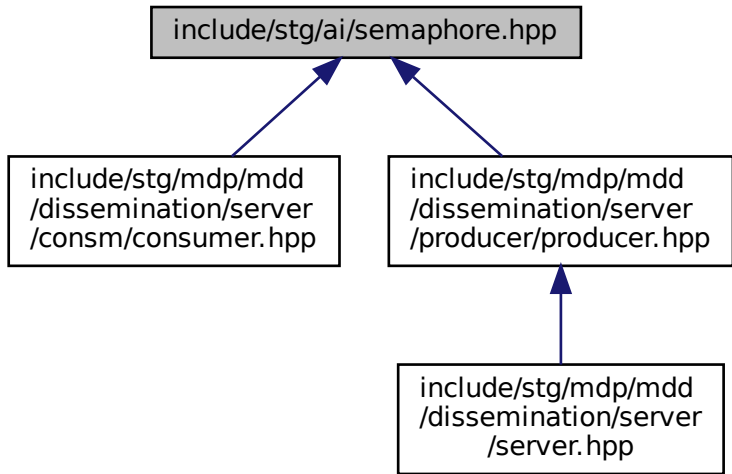 include/stg/ai/semaphore.hpp
include/stg/mdp/mdd
/dissemination/server
/consm/consumer.hpp
include/stg/mdp/mdd
/dissemination/server
/producer/producer.hpp
include/stg/mdp/mdd
/dissemination/server
/server.hpp